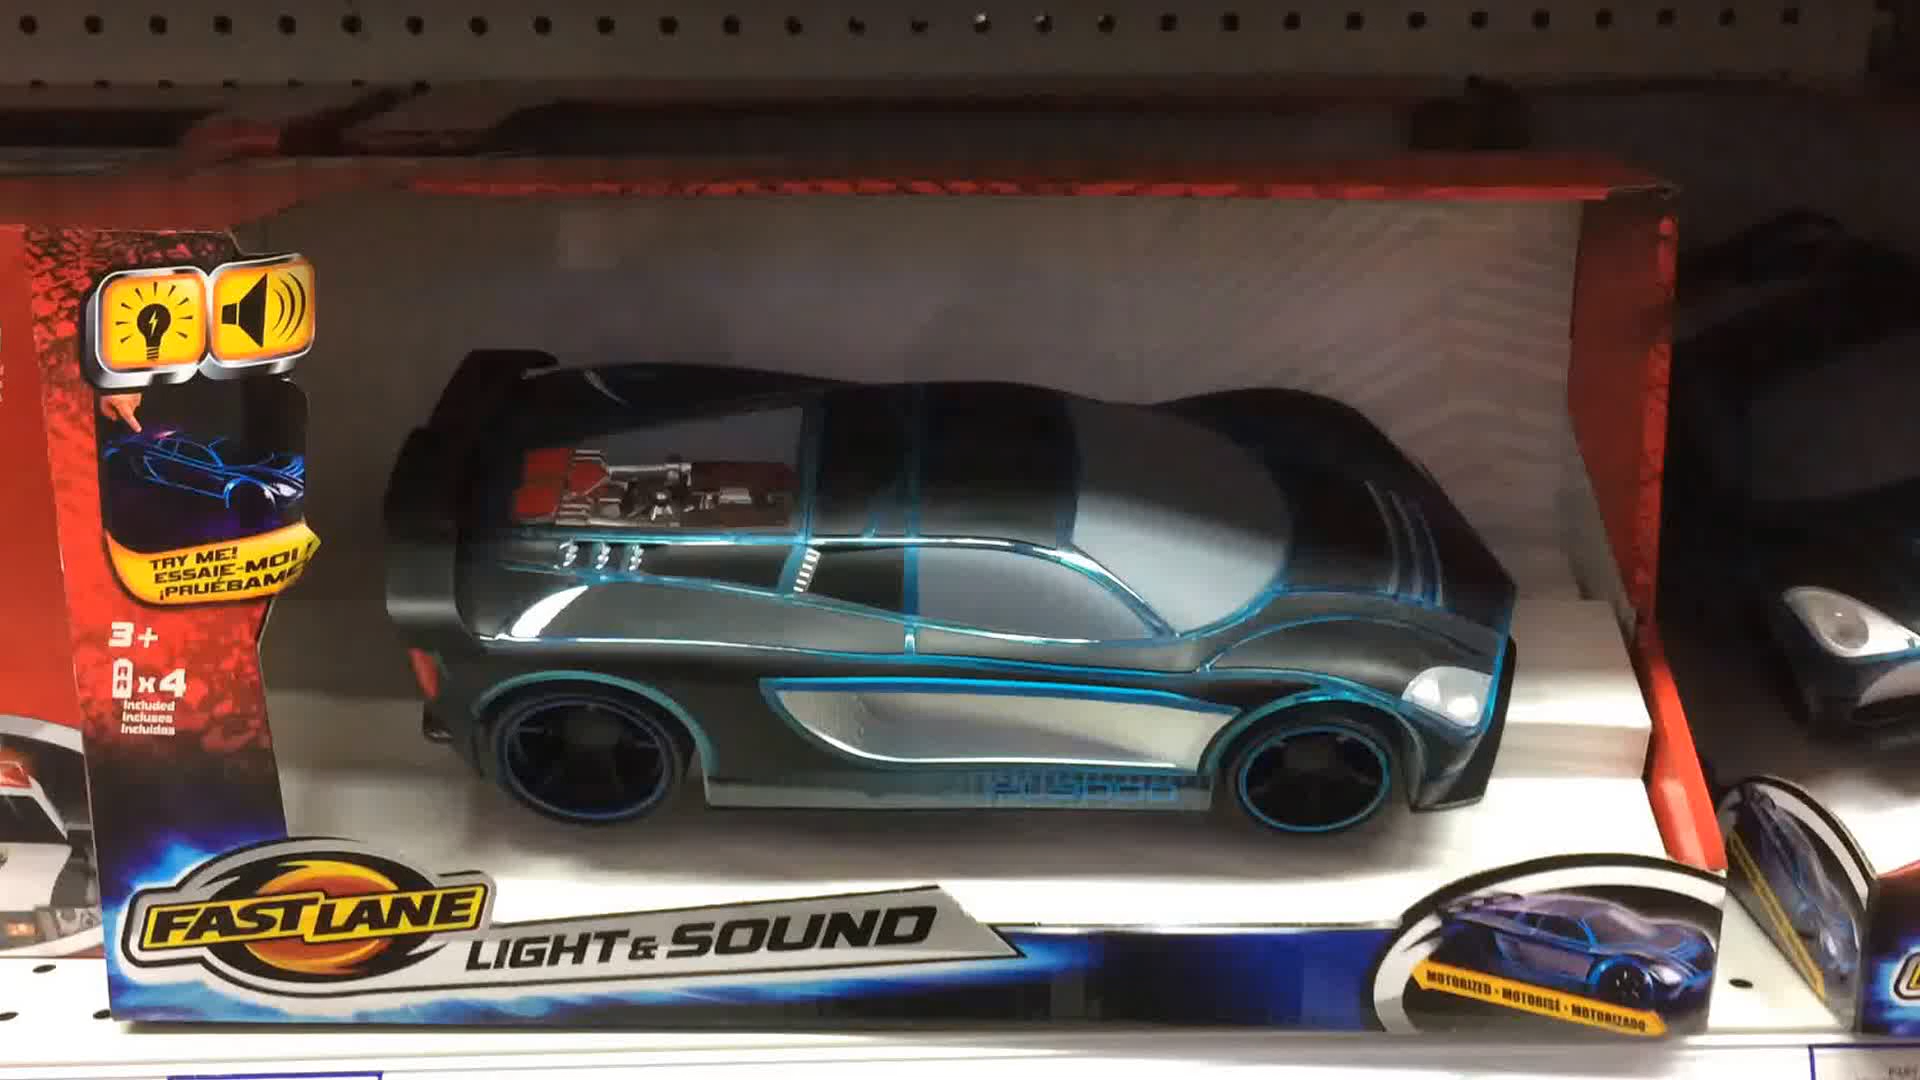 TRY ME!
ESSAIE-MOI
¡PRUÉBAME
3+
x4
Included
Incluses
Incluidas
FAST LANE
LIGHT & SOUND
MOTORIZED • MOTORISÉ • MOTORIZADO